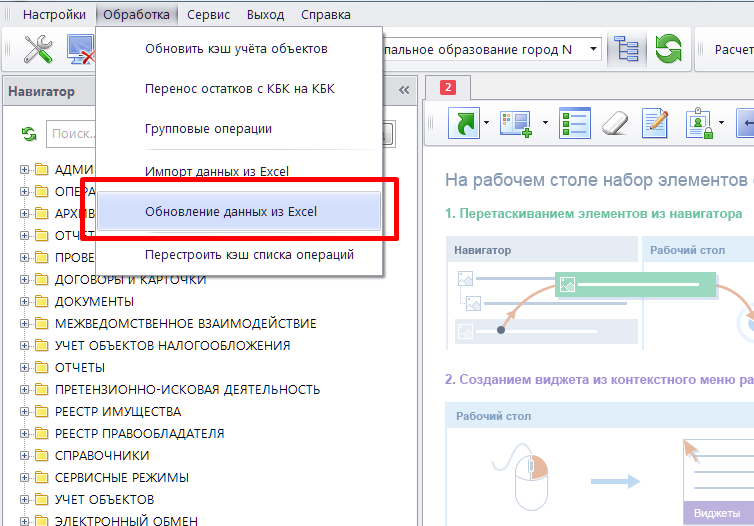 Настройки Обработка Сервис Выход Справка
Обновить кэш учёта объектов
образование город N
Расчет
Перенос остатков с КБК на КБК
Навигатор
2
Групповые операции
Поиск...
Импорт данных из Excel
АДМИ
На рабочем столе набор элементов
Обновление данных из Excel
ОПЕРА
1. Перетаскиванием элементов из навигатора
АРХИВ
ОТЧЕТ
Навигатор Рабочий стол
Перестроить кэш списка операций
ПРОВЕ
ДОГОВОРЫ и КАРТОЧКИ
ДОКУМЕНТЫ
МЕЖВЕДОМСТВЕННОЕ ВЗАИМОДЕЙСТВИЕ
УЧЕТ ОБЪЕКТОВ НАЛОГООБЛОЖЕНИЯ
ОТЧЕТЫ
2. Созданием виджета из контекстного меню ра
ПРЕТЕНЗИОННО-ИСКОВАЯ ДЕЯТЕЛЬНОСТЬ
РЕЕСТР ИМУЩЕСТВА
Рабочий стол
РЕЕСТР ПРАВООБЛАДАТЕЛЯ
СПРАВОЧНИКИ
СЕРВИСНЫЕ РЕЖИМЫ
УЧЕТ ОБЪЕКТОВ
Виджеты
ЭЛЕКТРОННЫЙ ОБМЕН